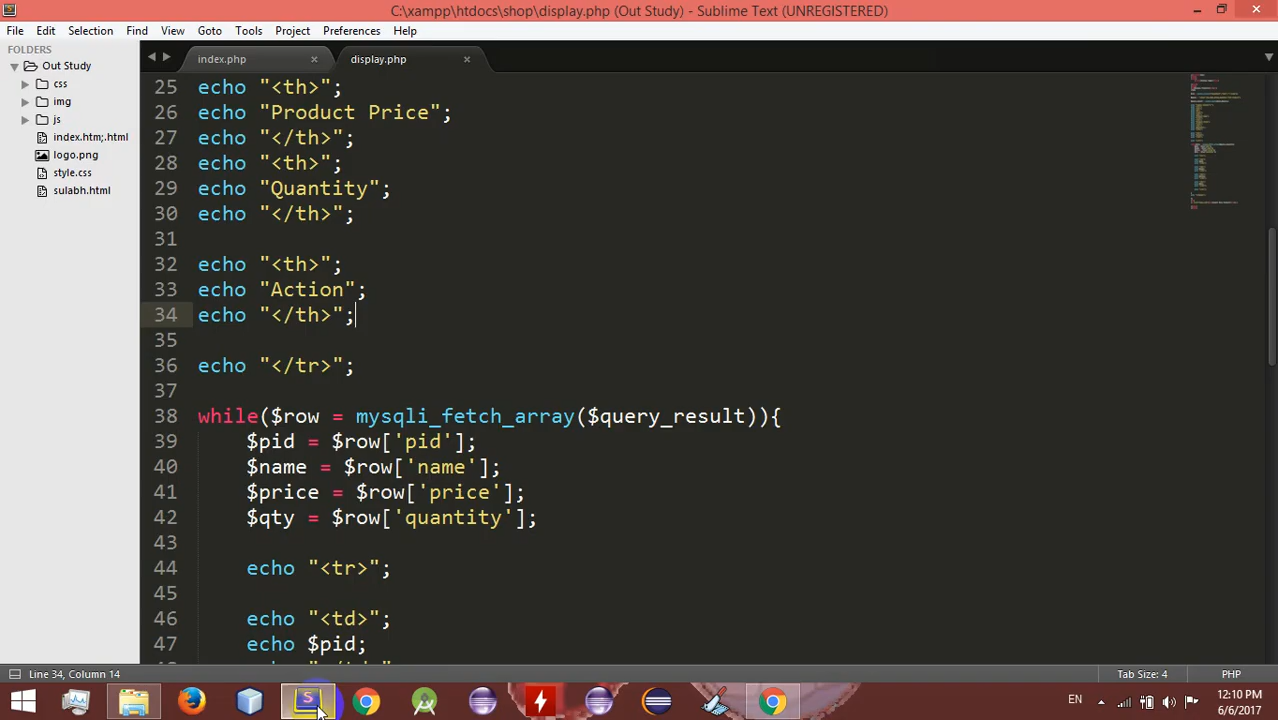 C:\xampp\htdocs\shop\display.php (Out Study) - Sublime Text (UNREGISTERED)
File Edit Selection Find View Goto Tools Project Preferences Help
FOLDERS
Out Study
css
img
js
index.htm;.html
logo.png
style.css
sulabh.html
index.php × display.php ×
25 echo "<th>";
26 echo "Product Price";
27 echo "</th>";
28 echo "<th>";
29 echo "Quantity";
30 echo "</th>";
31
32 echo "<th>";
33 echo "Action";
34 echo "</th>";
35
36 echo "</tr>";
37
38 while($row = mysqli_fetch_array($query_result)){
39 $pid = $row['pid'];
40 $name = $row['name'];
41 $price = $row['price'];
42 $qty = $row['quantity'];
43
44 echo "<tr>";
45
46 echo "<td>";
47 echo $pid;
Line 34, Column 14 Tab Size: 4 PHP
EN 12:10 PM
6/6/2017